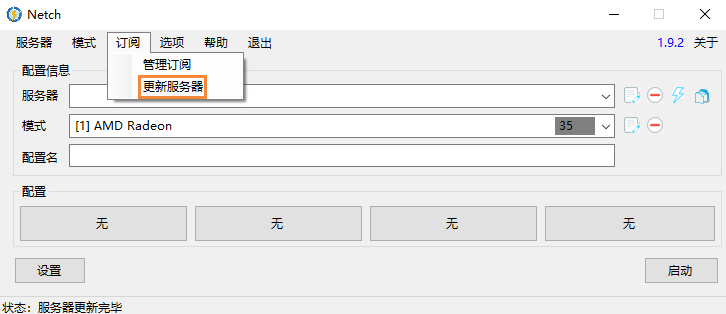 Netch
服务器 模式 订阅 选项 帮助 退出 1.9.2 关于
管理订阅
更新服务器
配置信息
服务器
模式 [1] AMD Radeon 35
配置名
配置
无 无 无 无
设置 启动
状态：服务器更新完毕